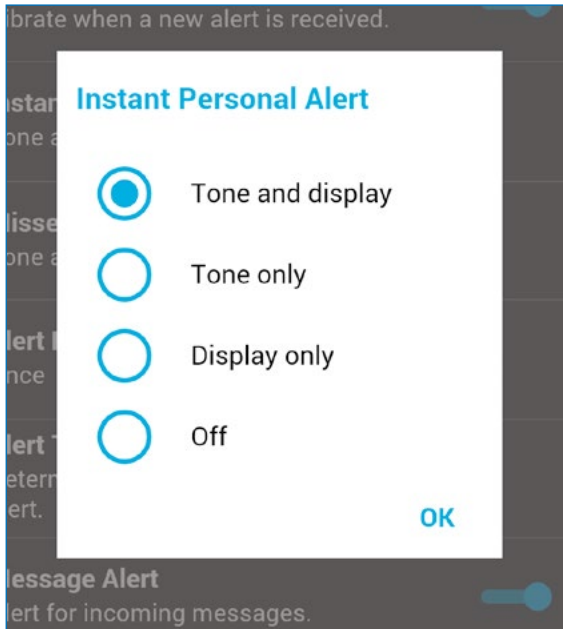 ibrate when a new alert is received.
Instant Personal Alert
Tone and display
Tone only
Display only
Off
OK
essage Alert
lert for incoming messages.